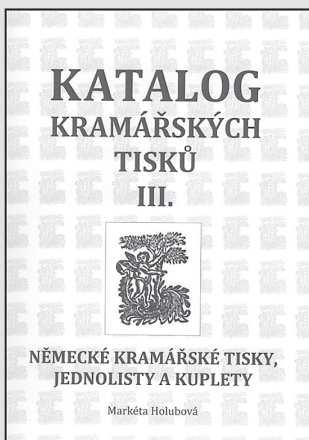 KATALOG
KRAMÁŘSKÝCH
TISKŮ
III.
NĚMECKÉ KRAMÁŘSKÉ TISKY,
JEDNOLISTY A KUPLETY
Markéta Holubová